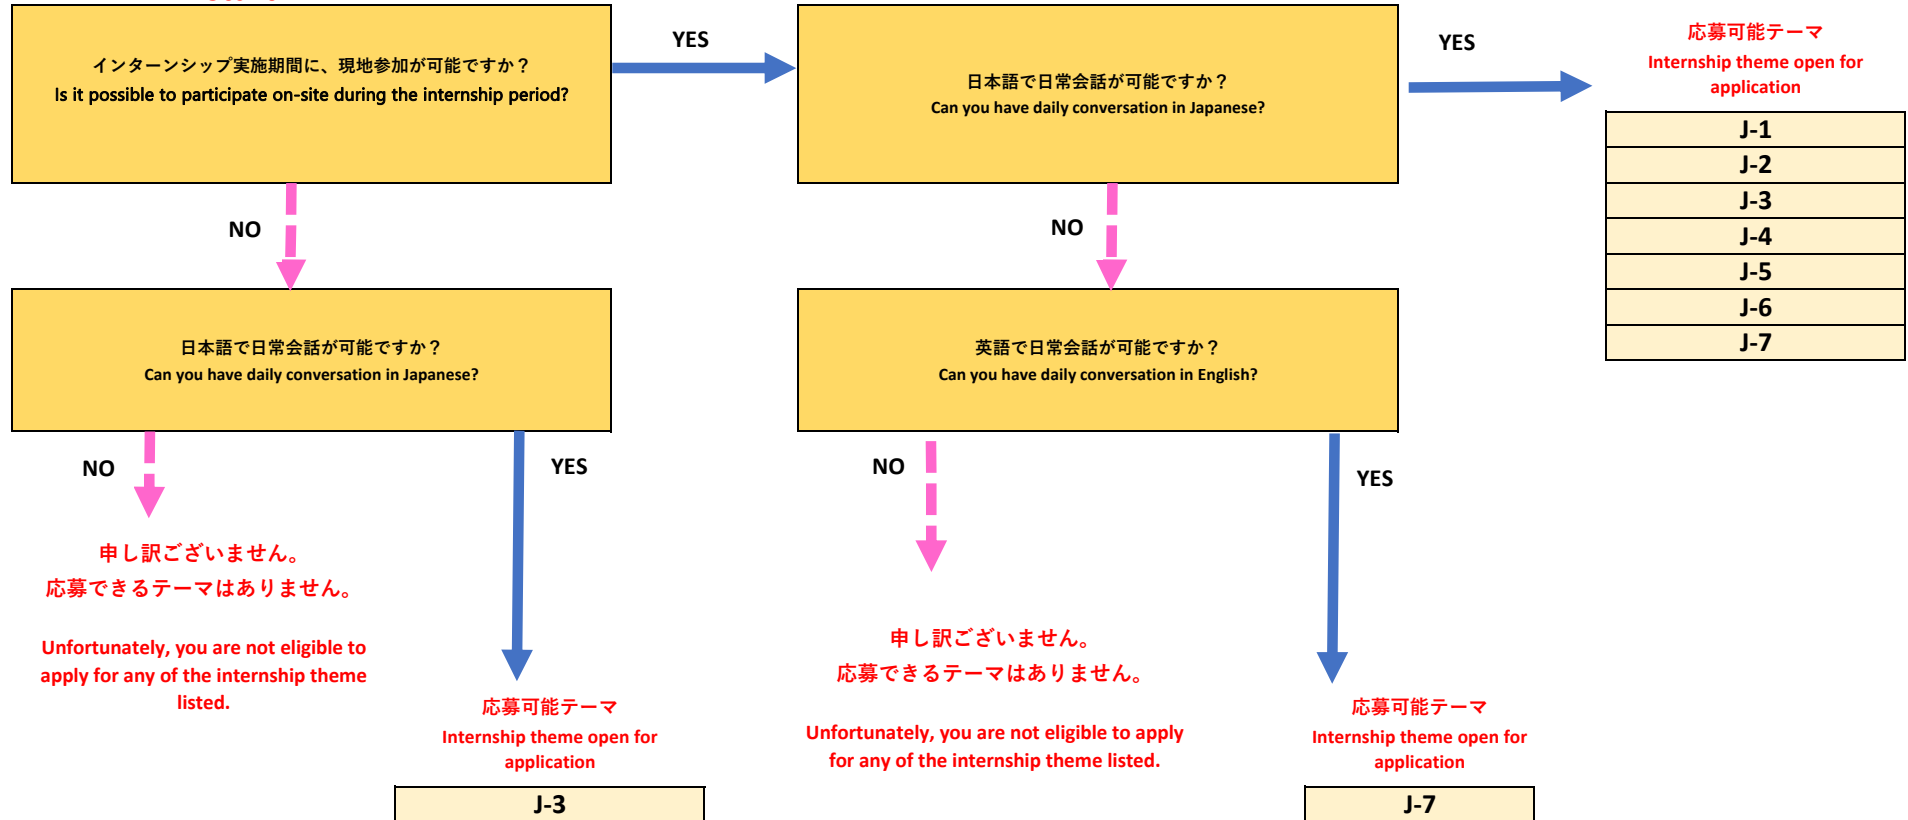 インターンシップ実施期間に、現地参加が可能ですか？
Is it possible to participate on-site during the internship period?
YES
日本語で日常会話が可能ですか？
Can you have daily conversation in Japanese?
YES
応募可能テーマ
Internship theme open for
application
J-1
J-2
J-3
J-4
J-5
J-6
J-7
NO
NO
日本語で日常会話が可能ですか？
Can you have daily conversation in Japanese?
英語で日常会話が可能ですか？
Can you have daily conversation in English?
NO
YES
NO
YES
申し訳ございません。
応募できるテーマはありません。
Unfortunately, you are not eligible to
apply for any of the internship theme
listed.
応募可能テーマ
Internship theme open for
application
J-3
申し訳ございません。
応募できるテーマはありません。
Unfortunately, you are not eligible to apply
for any of the internship theme listed.
応募可能テーマ
Internship theme open for
application
J-7